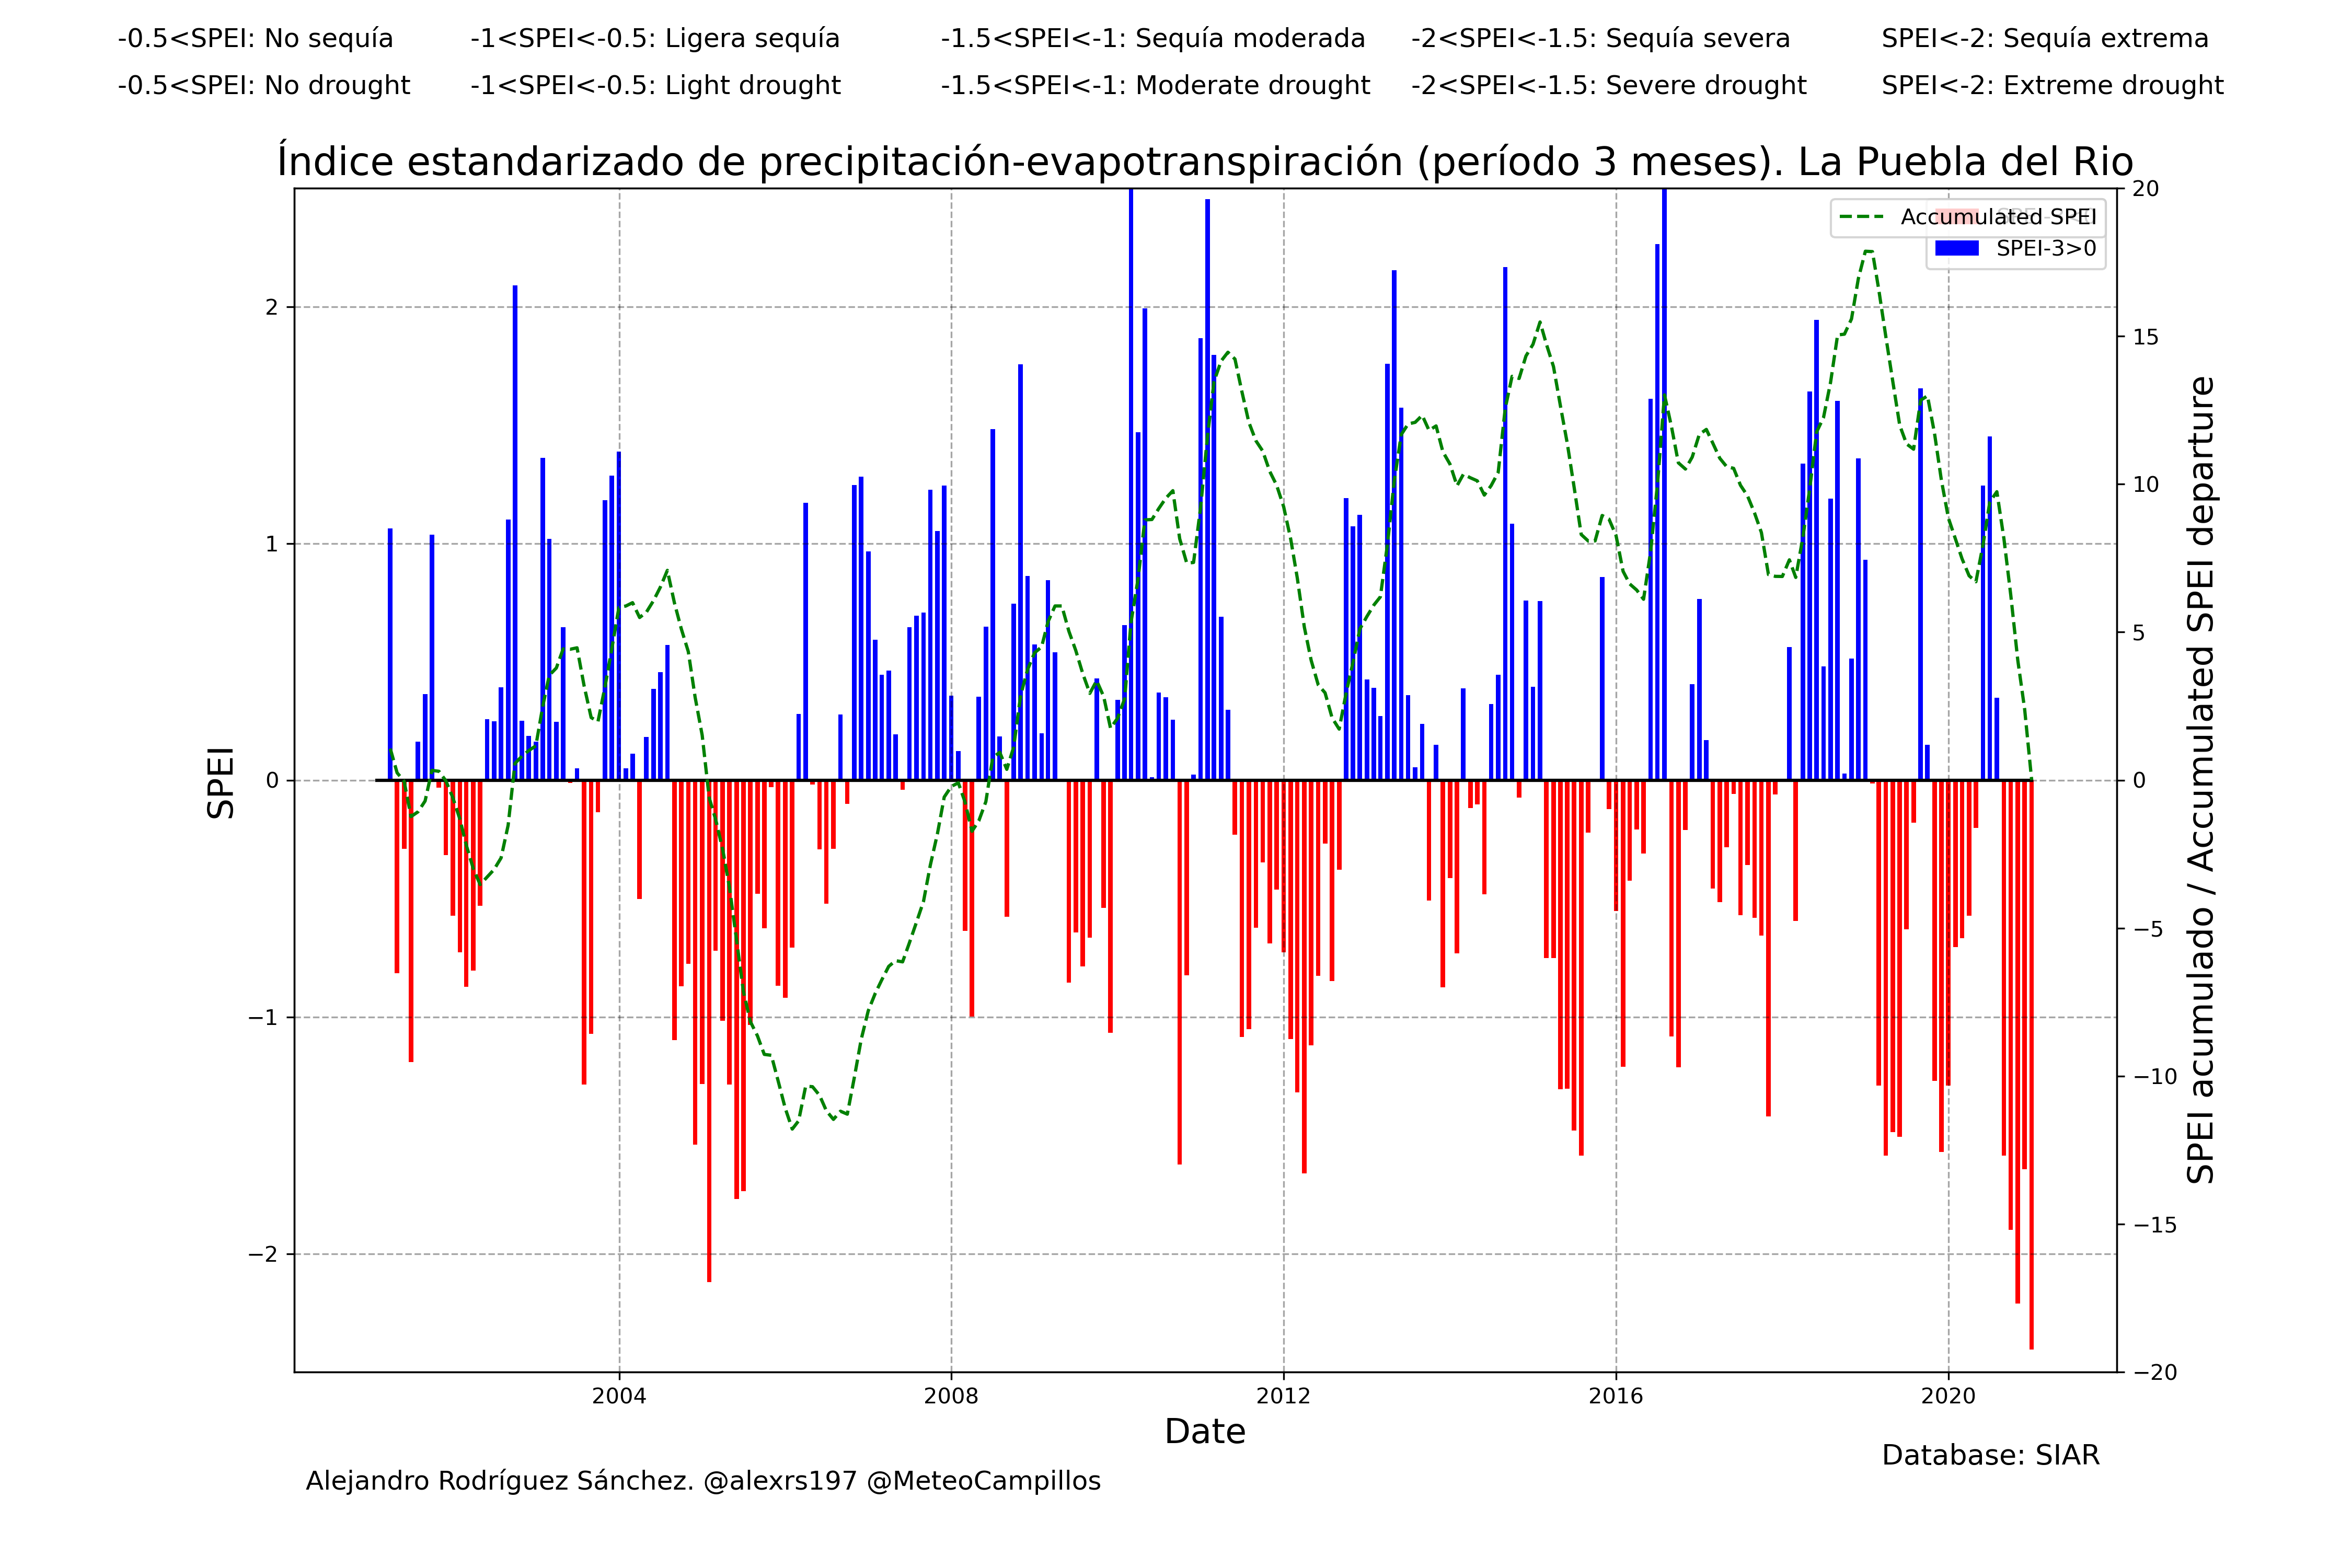 -0.5<SPEI: No sequía
-1<SPEI<-0.5: Ligera sequía
-1.5<SPEI<-1: Sequía moderada
-2<SPEI<-1.5: Sequía severa
SPEI<-2: Sequía extrema
-0.5<SPEI: No drought
-1<SPEI<-0.5: Light drought
-1.5<SPEI<-1: Moderate drought
-2<SPEI<-1.5: Severe drought
SPEI<-2: Extreme drought
Índice estandarizado de precipitación-evapotranspiración (período 3 meses). La Puebla del Rio
Accumulated SPEI
SPEI-3>0
SPEI
2
1
0
−1
−2
20
15
10
5
0
−5
−10
−15
−20
SPEI acumulado / Accumulated SPEI departure
2004
2008
2012
2016
2020
Date
Database: SIAR
Alejandro Rodríguez Sánchez. @alexrs197 @MeteoCampillos